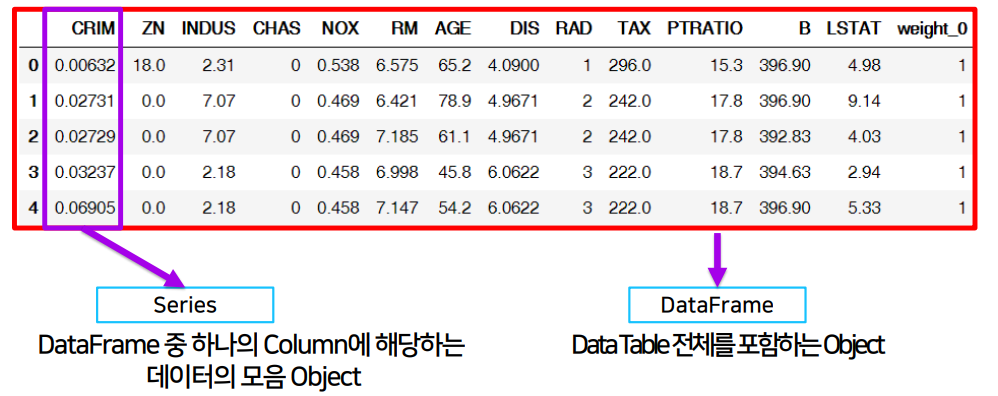 CRIM ZN INDUS CHAS NOX RM AGE DIS RAD TAX PTRATIO B LSTAT weight_0
0 0.00632 18.0 2.31 0 0.538 6.575 65.2 4.0900 1 296.0 15.3 396.90 4.98 1
1 0.02731 0.0 7.07 0 0.469 6.421 78.9 4.9671 2 242.0 17.8 396.90 9.14 1
2 0.02729 0.0 7.07 0 0.469 7.185 61.1 4.9671 2 242.0 17.8 392.83 4.03 1
3 0.03237 0.0 2.18 0 0.458 6.998 45.8 6.0622 3 222.0 18.7 394.63 2.94 1
4 0.06905 0.0 2.18 0 0.458 7.147 54.2 6.0622 3 222.0 18.7 396.90 5.33 1
Series
DataFrame 중 하나의 Column에 해당하는
데이터의 모음 Object
DataFrame
Data Table 전체를 포함하는 Object